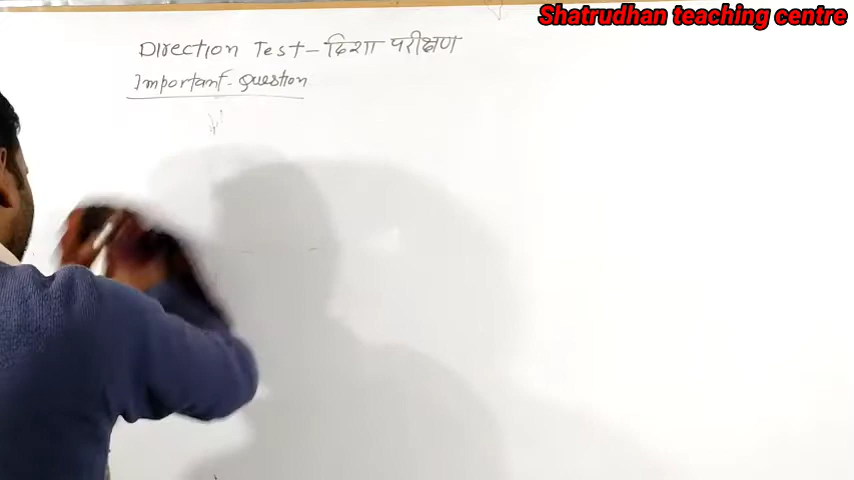 Shatrudhan teaching centre
Direction Test - दिशा परीक्षण
Important Question